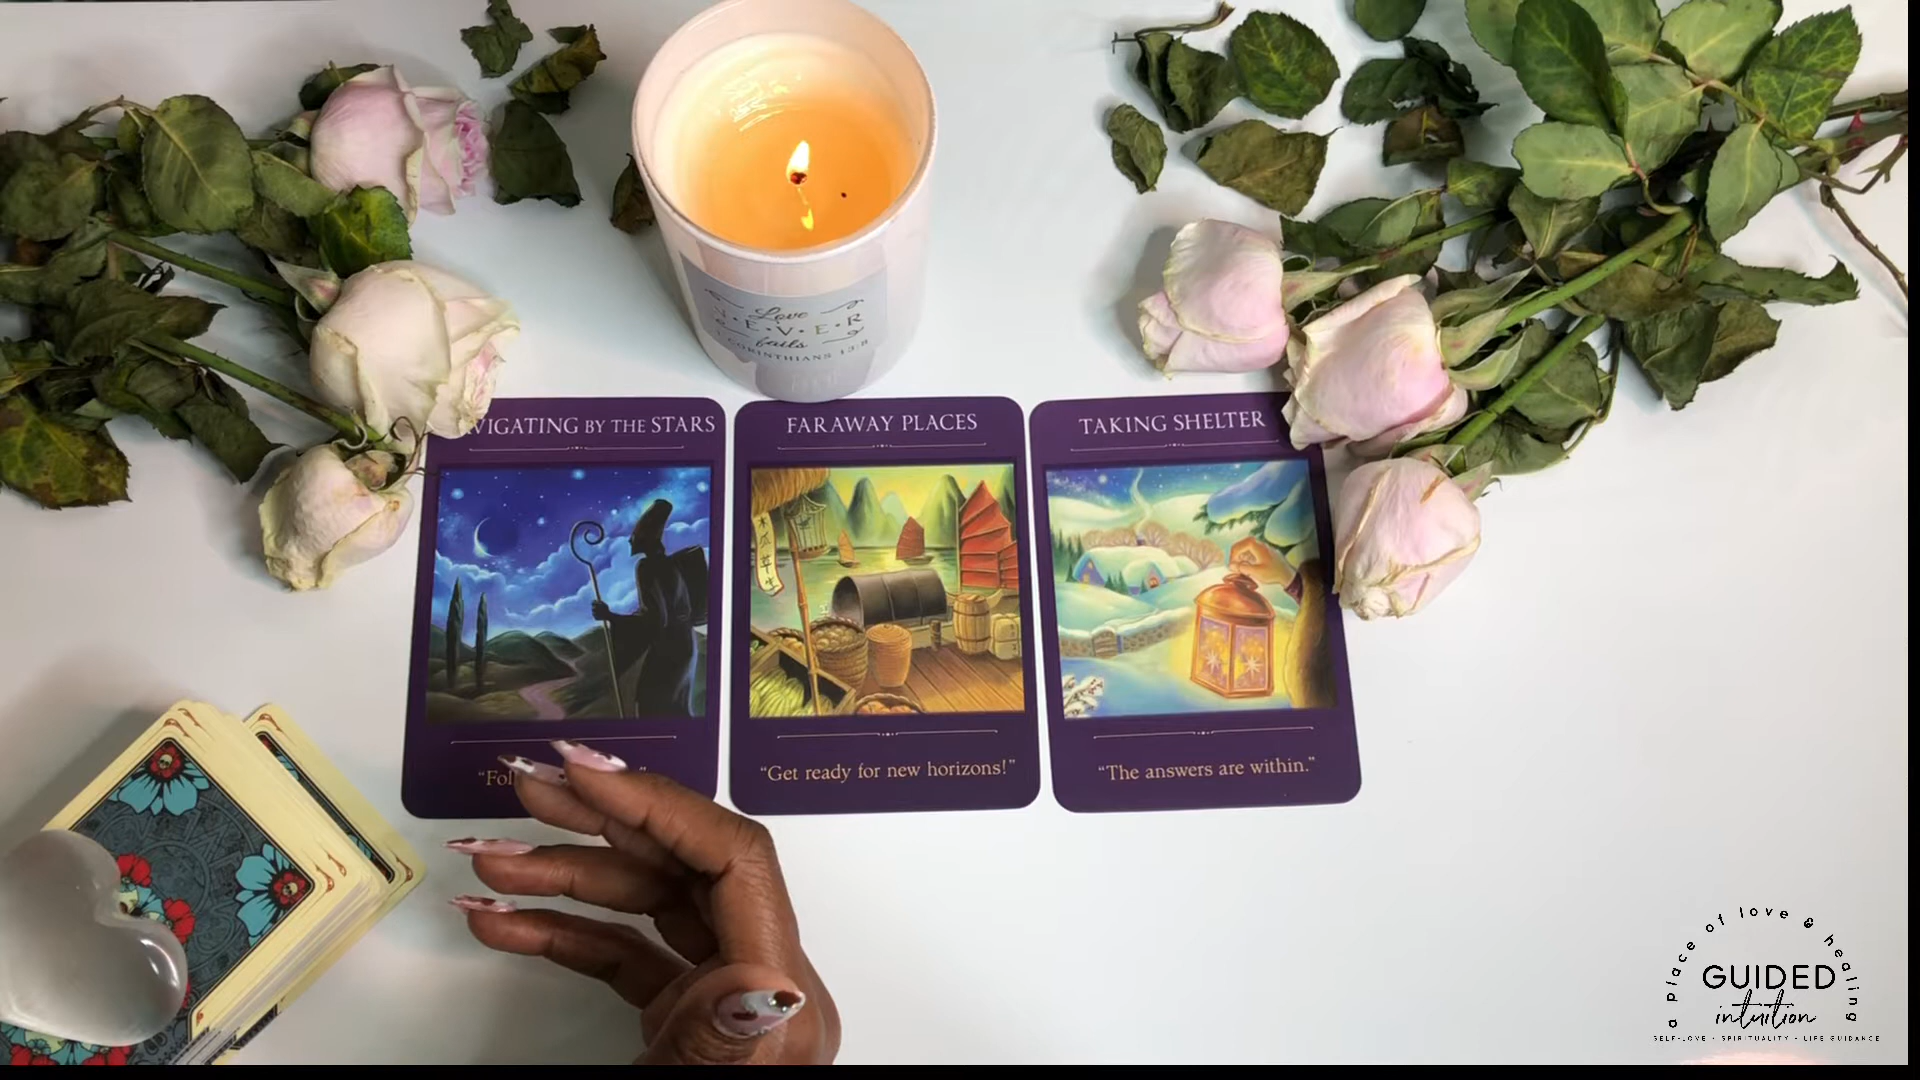 Love
N•E•V•E•R
fails
CORINTHIANS 13:8
VIGATING BY THE STARS
FARAWAY PLACES
TAKING SHELTER
"Fol
"Get ready for new horizons!"
"The answers are within."
a place of love & healing
GUIDED
intuition
SELF-LOVE • SPIRITUALITY • LIFE GUIDANCE